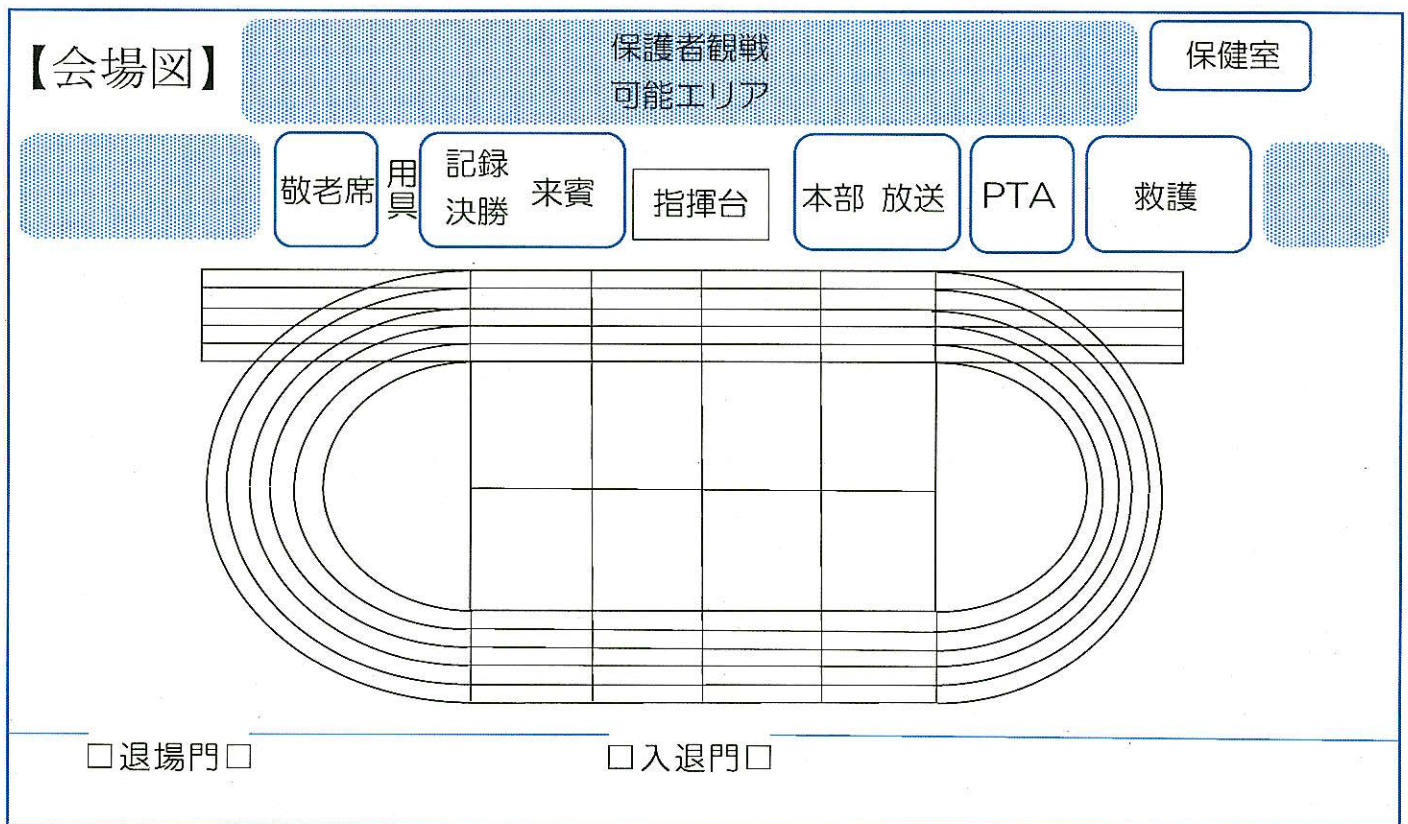 【会場図】
保護者観戦
可能エリア
保健室
敬老席
用具
記録
決勝
来賓
指揮台
本部 放送
PTA
救護
□退場門□
□入退門□